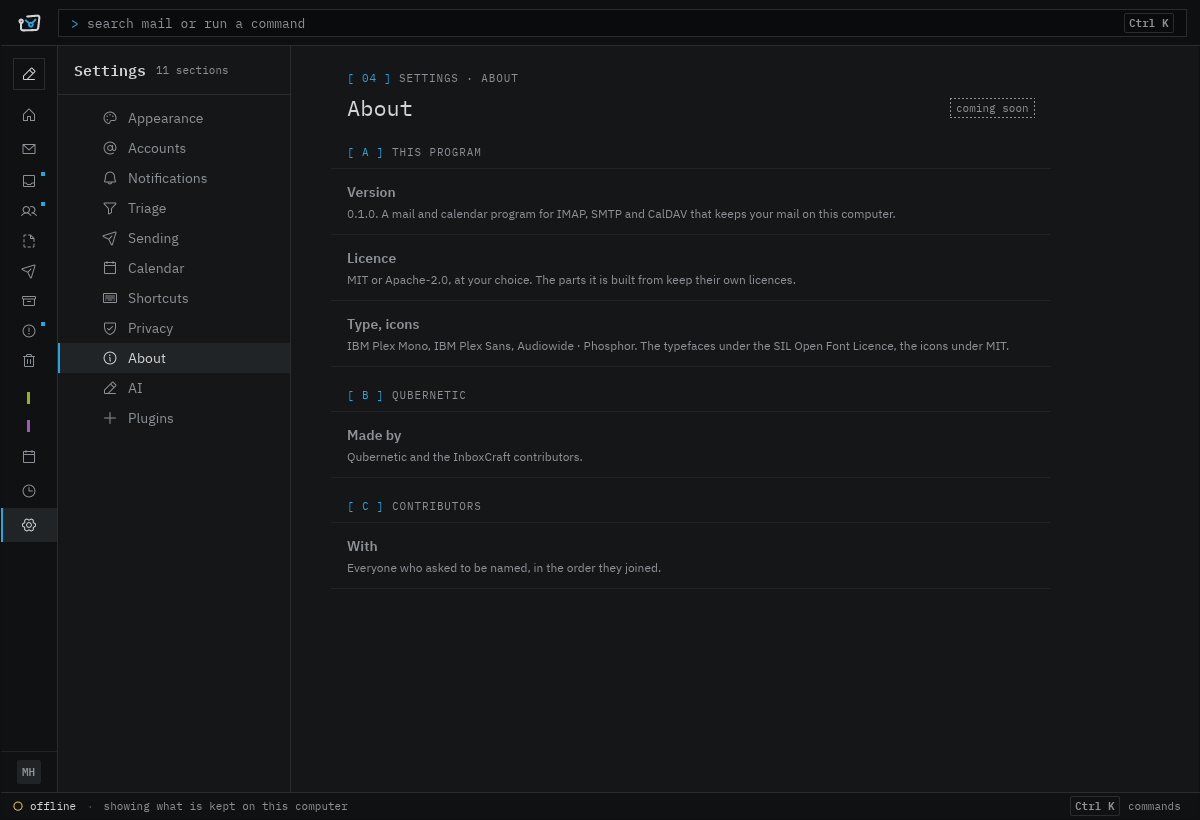 > search mail or run a command
Ctrl K
Settings 11 sections
Appearance
Accounts
Notifications
Triage
Sending
Calendar
Shortcuts
Privacy
About
AI
Plugins
[ 04 ] SETTINGS · ABOUT
About
coming soon
[ A ] THIS PROGRAM
Version
0.1.0. A mail and calendar program for IMAP, SMTP and CalDAV that keeps your mail on this computer.
Licence
MIT or Apache-2.0, at your choice. The parts it is built from keep their own licences.
Type, icons
IBM Plex Mono, IBM Plex Sans, Audiowide · Phosphor. The typefaces under the SIL Open Font Licence, the icons under MIT.
[ B ] QUBERNETIC
Made by
Qubernetic and the InboxCraft contributors.
[ C ] CONTRIBUTORS
With
Everyone who asked to be named, in the order they joined.
MH
offline · showing what is kept on this computer
Ctrl K commands